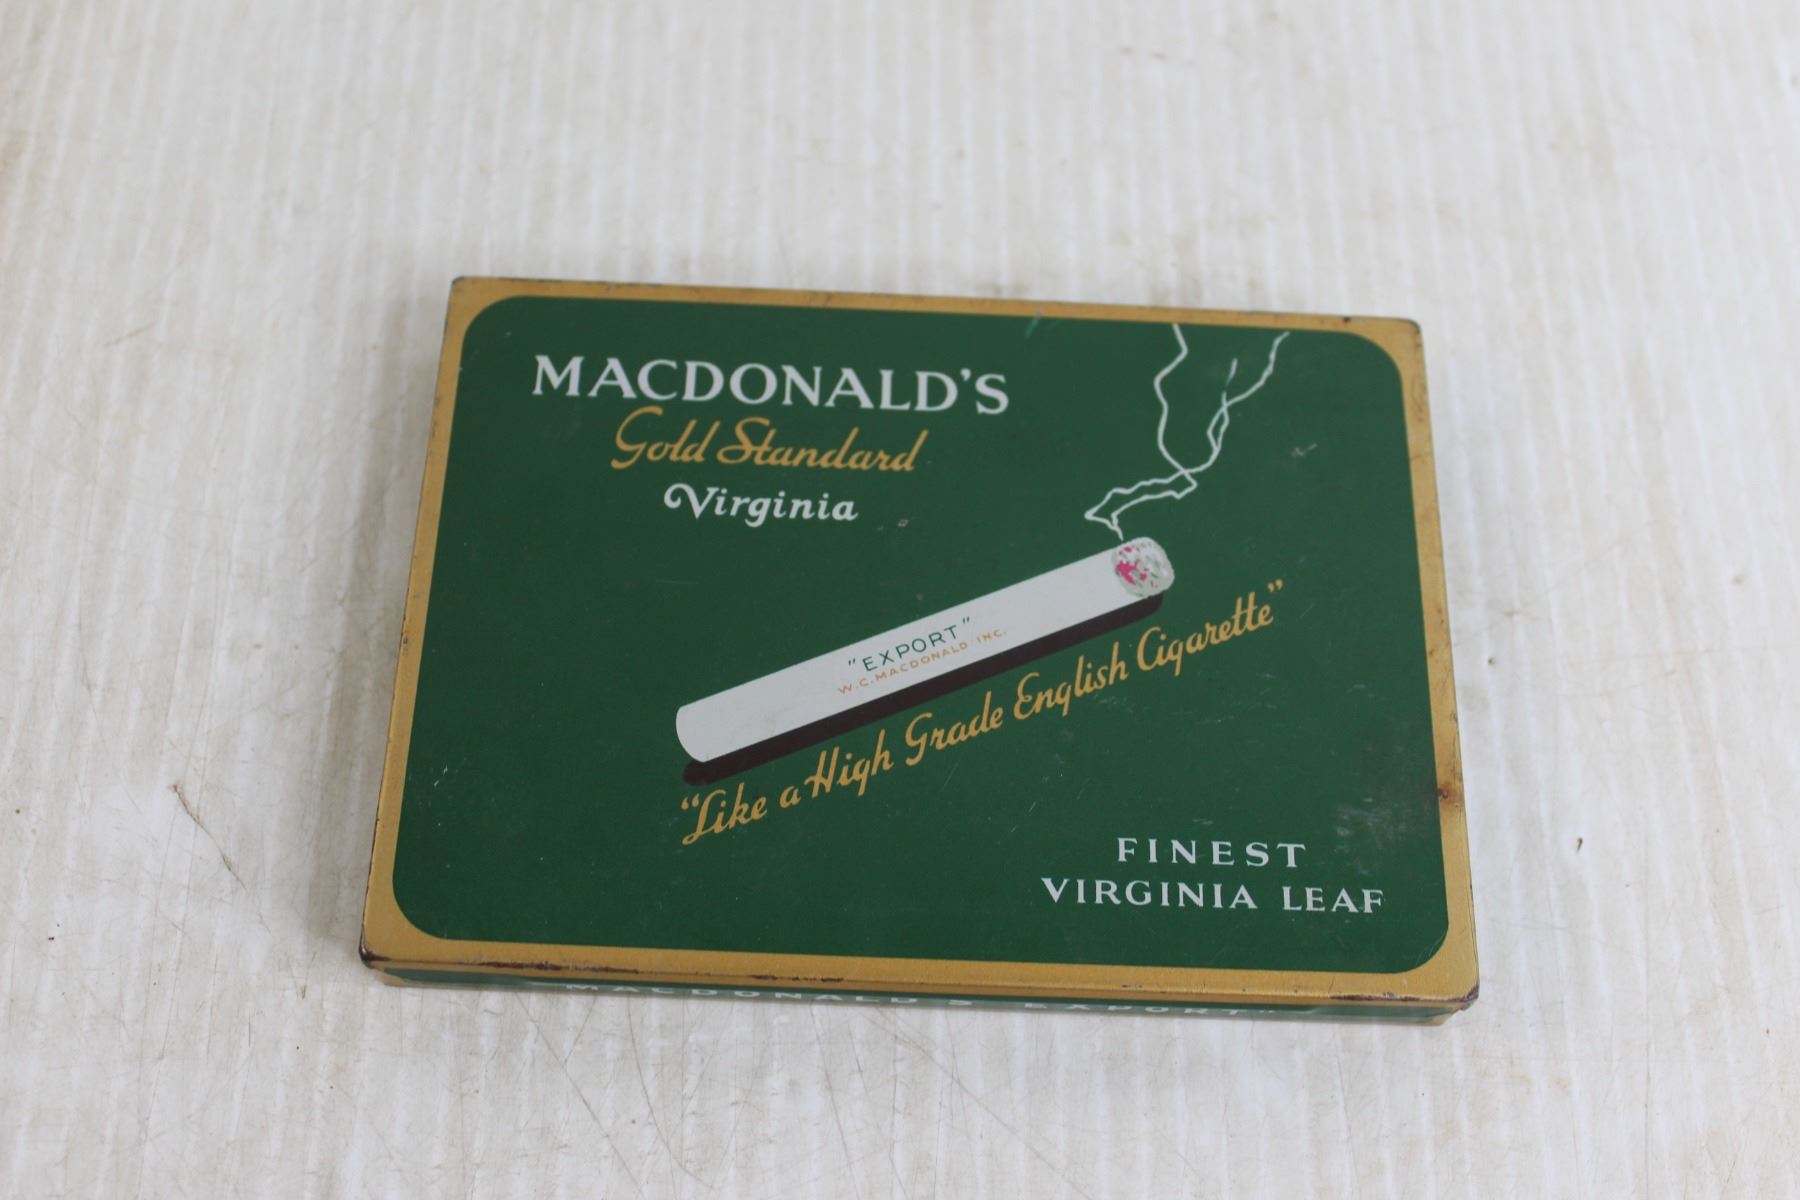 MACDONALD'S
Gold Standard
Virginia
"EXPORT"
W.C. MACDONALD INC.
"Like a High Grade English Cigarette"
FINEST
VIRGINIA LEAF
MACDONALD'S "EXPORT"